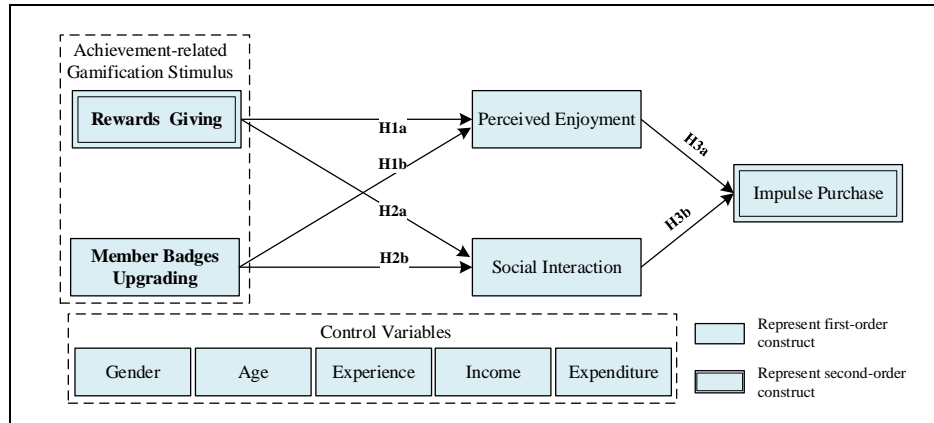 Achievement-related
Gamification Stimulus
Rewards Giving
H1a
Perceived Enjoyment
H1b
H3a
Impulse Purchase
H2a
H3b
Member Badges
Upgrading
H2b
Social Interaction
Control Variables
Gender
Age
Experience
Income
Expenditure
Represent first-order
construct
Represent second-order
construct